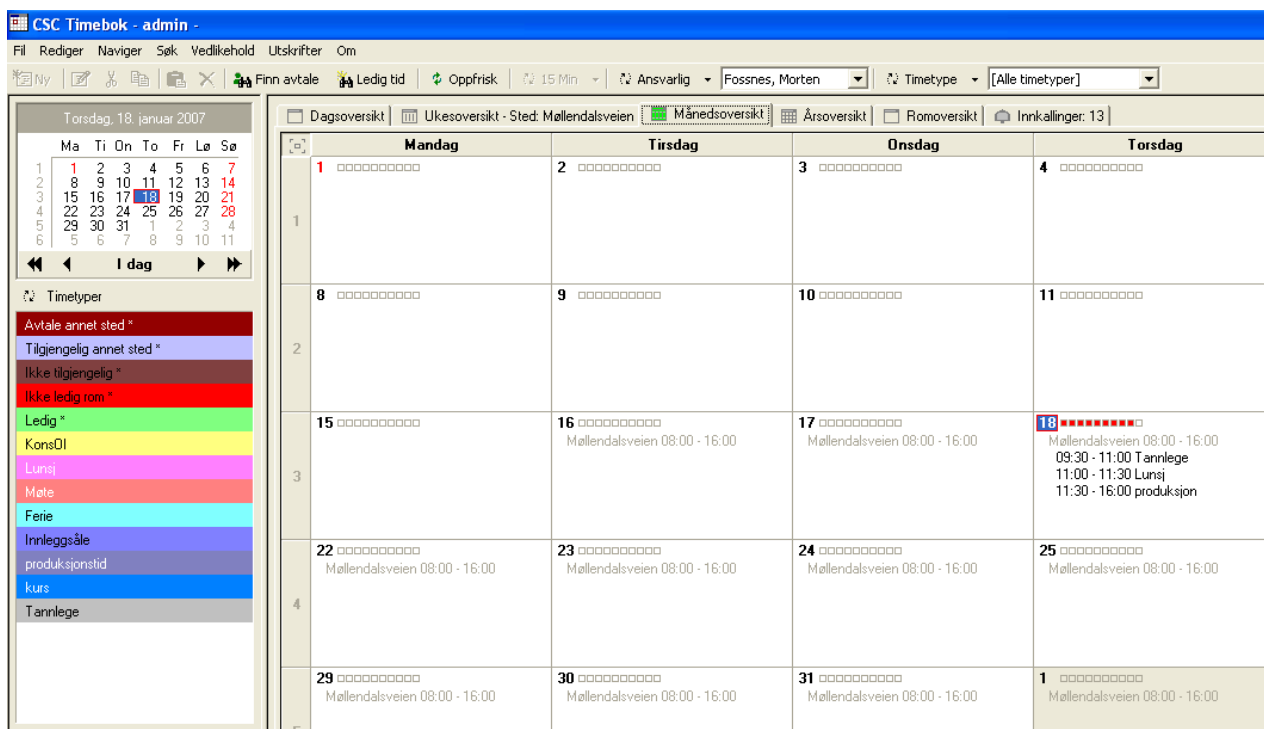 CSC Timebok - admin -
Fil Rediger Naviger Søk Vedlikehold Utskrifter Om
Ny Finn avtale Ledig tid Oppfrisk 15 Min Ansvarlig Fossnes, Morten Timetype [Alle timetyper]
Torsdag, 18. januar 2007
Ma Ti On To Fr Lø Sø
1 1 2 3 4 5 6 7
2 8 9 10 11 12 13 14
3 15 16 17 18 19 20 21
4 22 23 24 25 26 27 28
5 29 30 31 1 2 3 4
6 5 6 7 8 9 10 11
I dag
Timetyper
Avtale annet sted *
Tilgjengelig annet sted *
Ikke tilgjengelig *
Ikke ledig rom *
Ledig *
KonsOI
Lunsj
Møte
Ferie
Innleggsåle
produksjonstid
kurs
Tannlege
Dagsoversikt Ukesoversikt - Sted: Møllendalsveien Månedsoversikt Årsoversikt Romoversikt Innkallinger: 13
Mandag Tirsdag Onsdag Torsdag
1 2 3 4
1
8 9 10 11
2
15 16 17 18
Møllendalsveien 08:00 - 16:00 Møllendalsveien 08:00 - 16:00 Møllendalsveien 08:00 - 16:00
09:30 - 11:00 Tannlege
3 11:00 - 11:30 Lunsj
11:30 - 16:00 produksjon
22 23 24 25
Møllendalsveien 08:00 - 16:00 Møllendalsveien 08:00 - 16:00 Møllendalsveien 08:00 - 16:00 Møllendalsveien 08:00 - 16:00
4
29 30 31 1
Møllendalsveien 08:00 - 16:00 Møllendalsveien 08:00 - 16:00 Møllendalsveien 08:00 - 16:00 Møllendalsveien 08:00 - 16:00